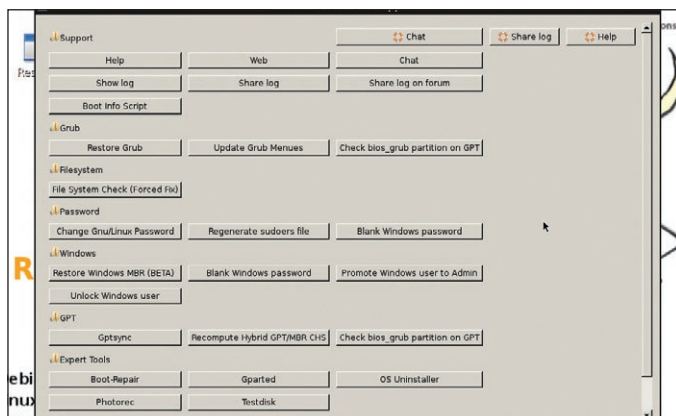 Support
Chat Share log Help
Help Web Chat
Show log Share log Share log on forum
Boot Info Script
Grub
Restore Grub Update Grub Menues Check bios_grub partition on GPT
Filesystem
File System Check (Forced Fix)
Password
Change Gnu/Linux Password Regenerate sudoers file Blank Windows password
Windows
Restore Windows MBR (BETA) Blank Windows password Promote Windows user to Admin
Unlock Windows user
GPT
Gptsync Recompute Hybrid GPT/MBR CHS Check bios_grub partition on GPT
Expert Tools
Boot-Repair Gparted OS Uninstaller
Photorec Testdisk